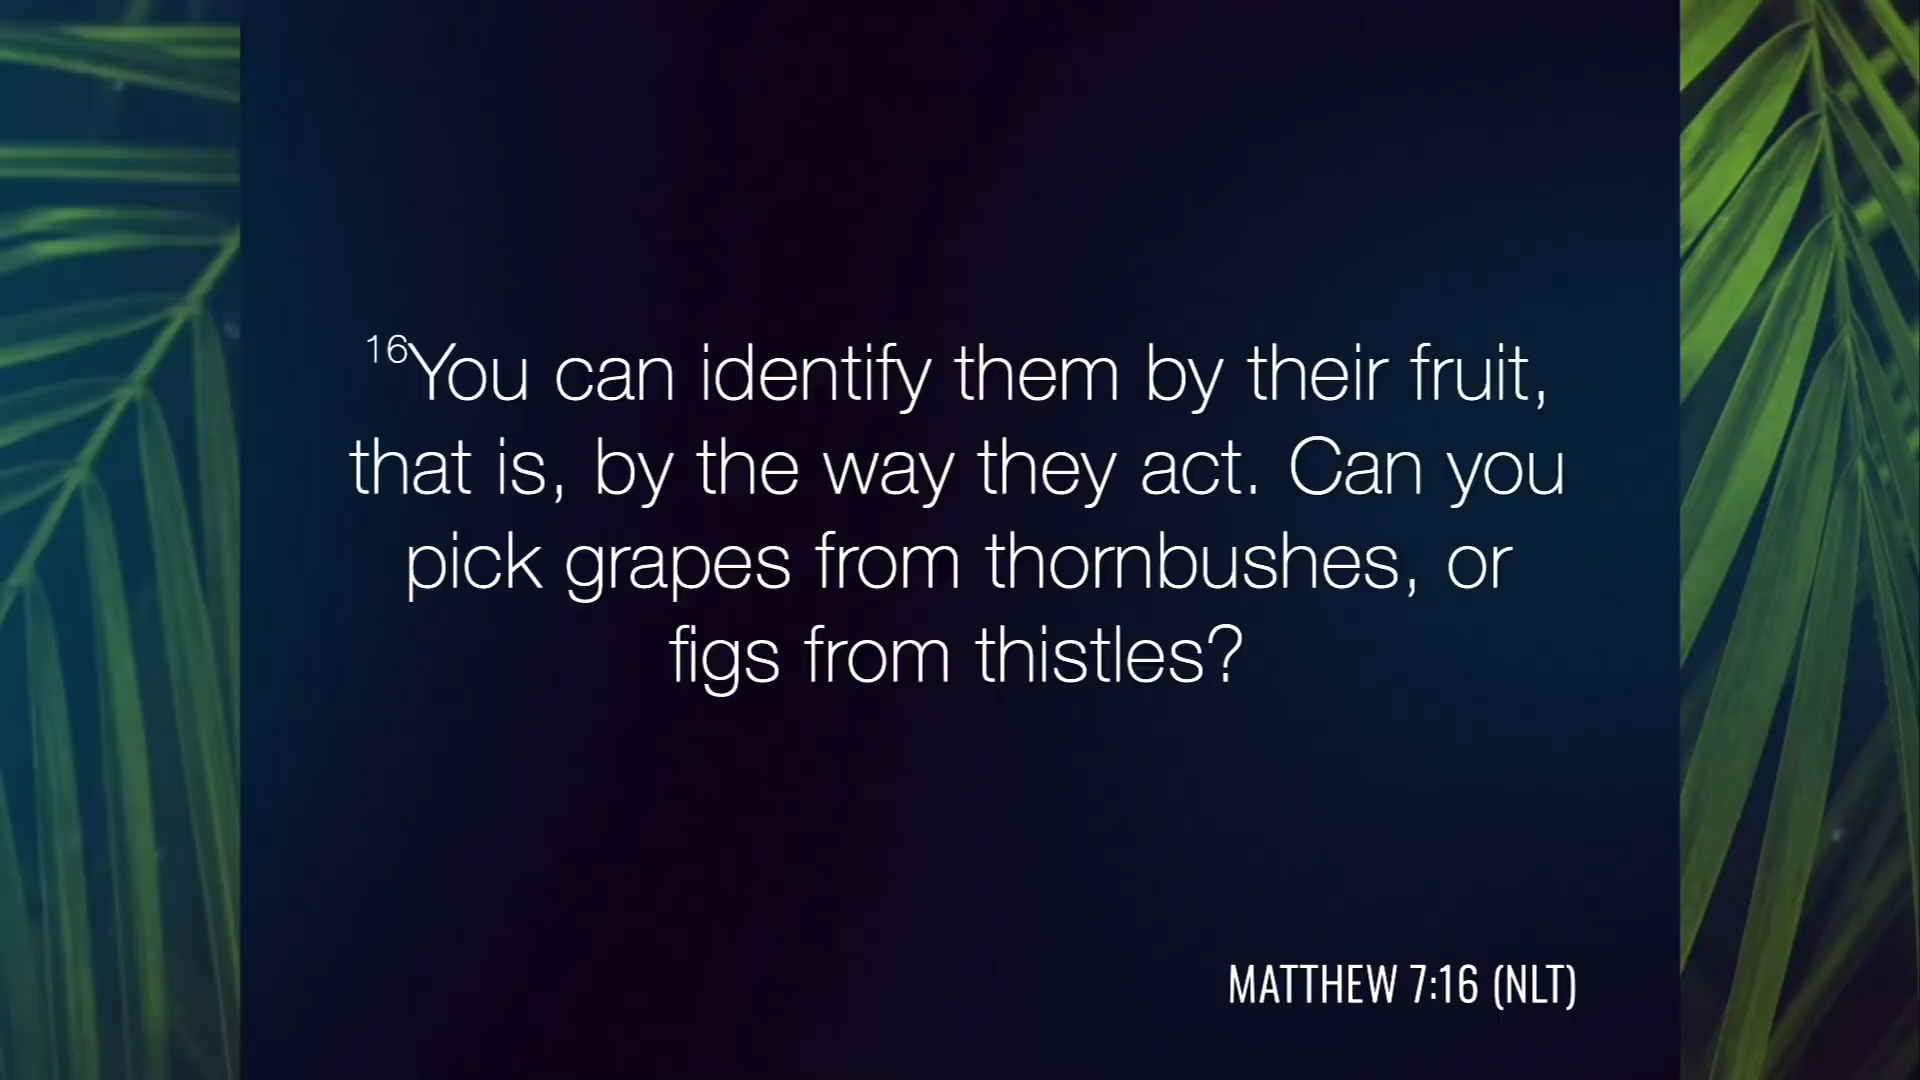 16You can identify them by their fruit,
that is, by the way they act. Can you
pick grapes from thornbushes, or
figs from thistles?
MATTHEW 7:16 (NLT)